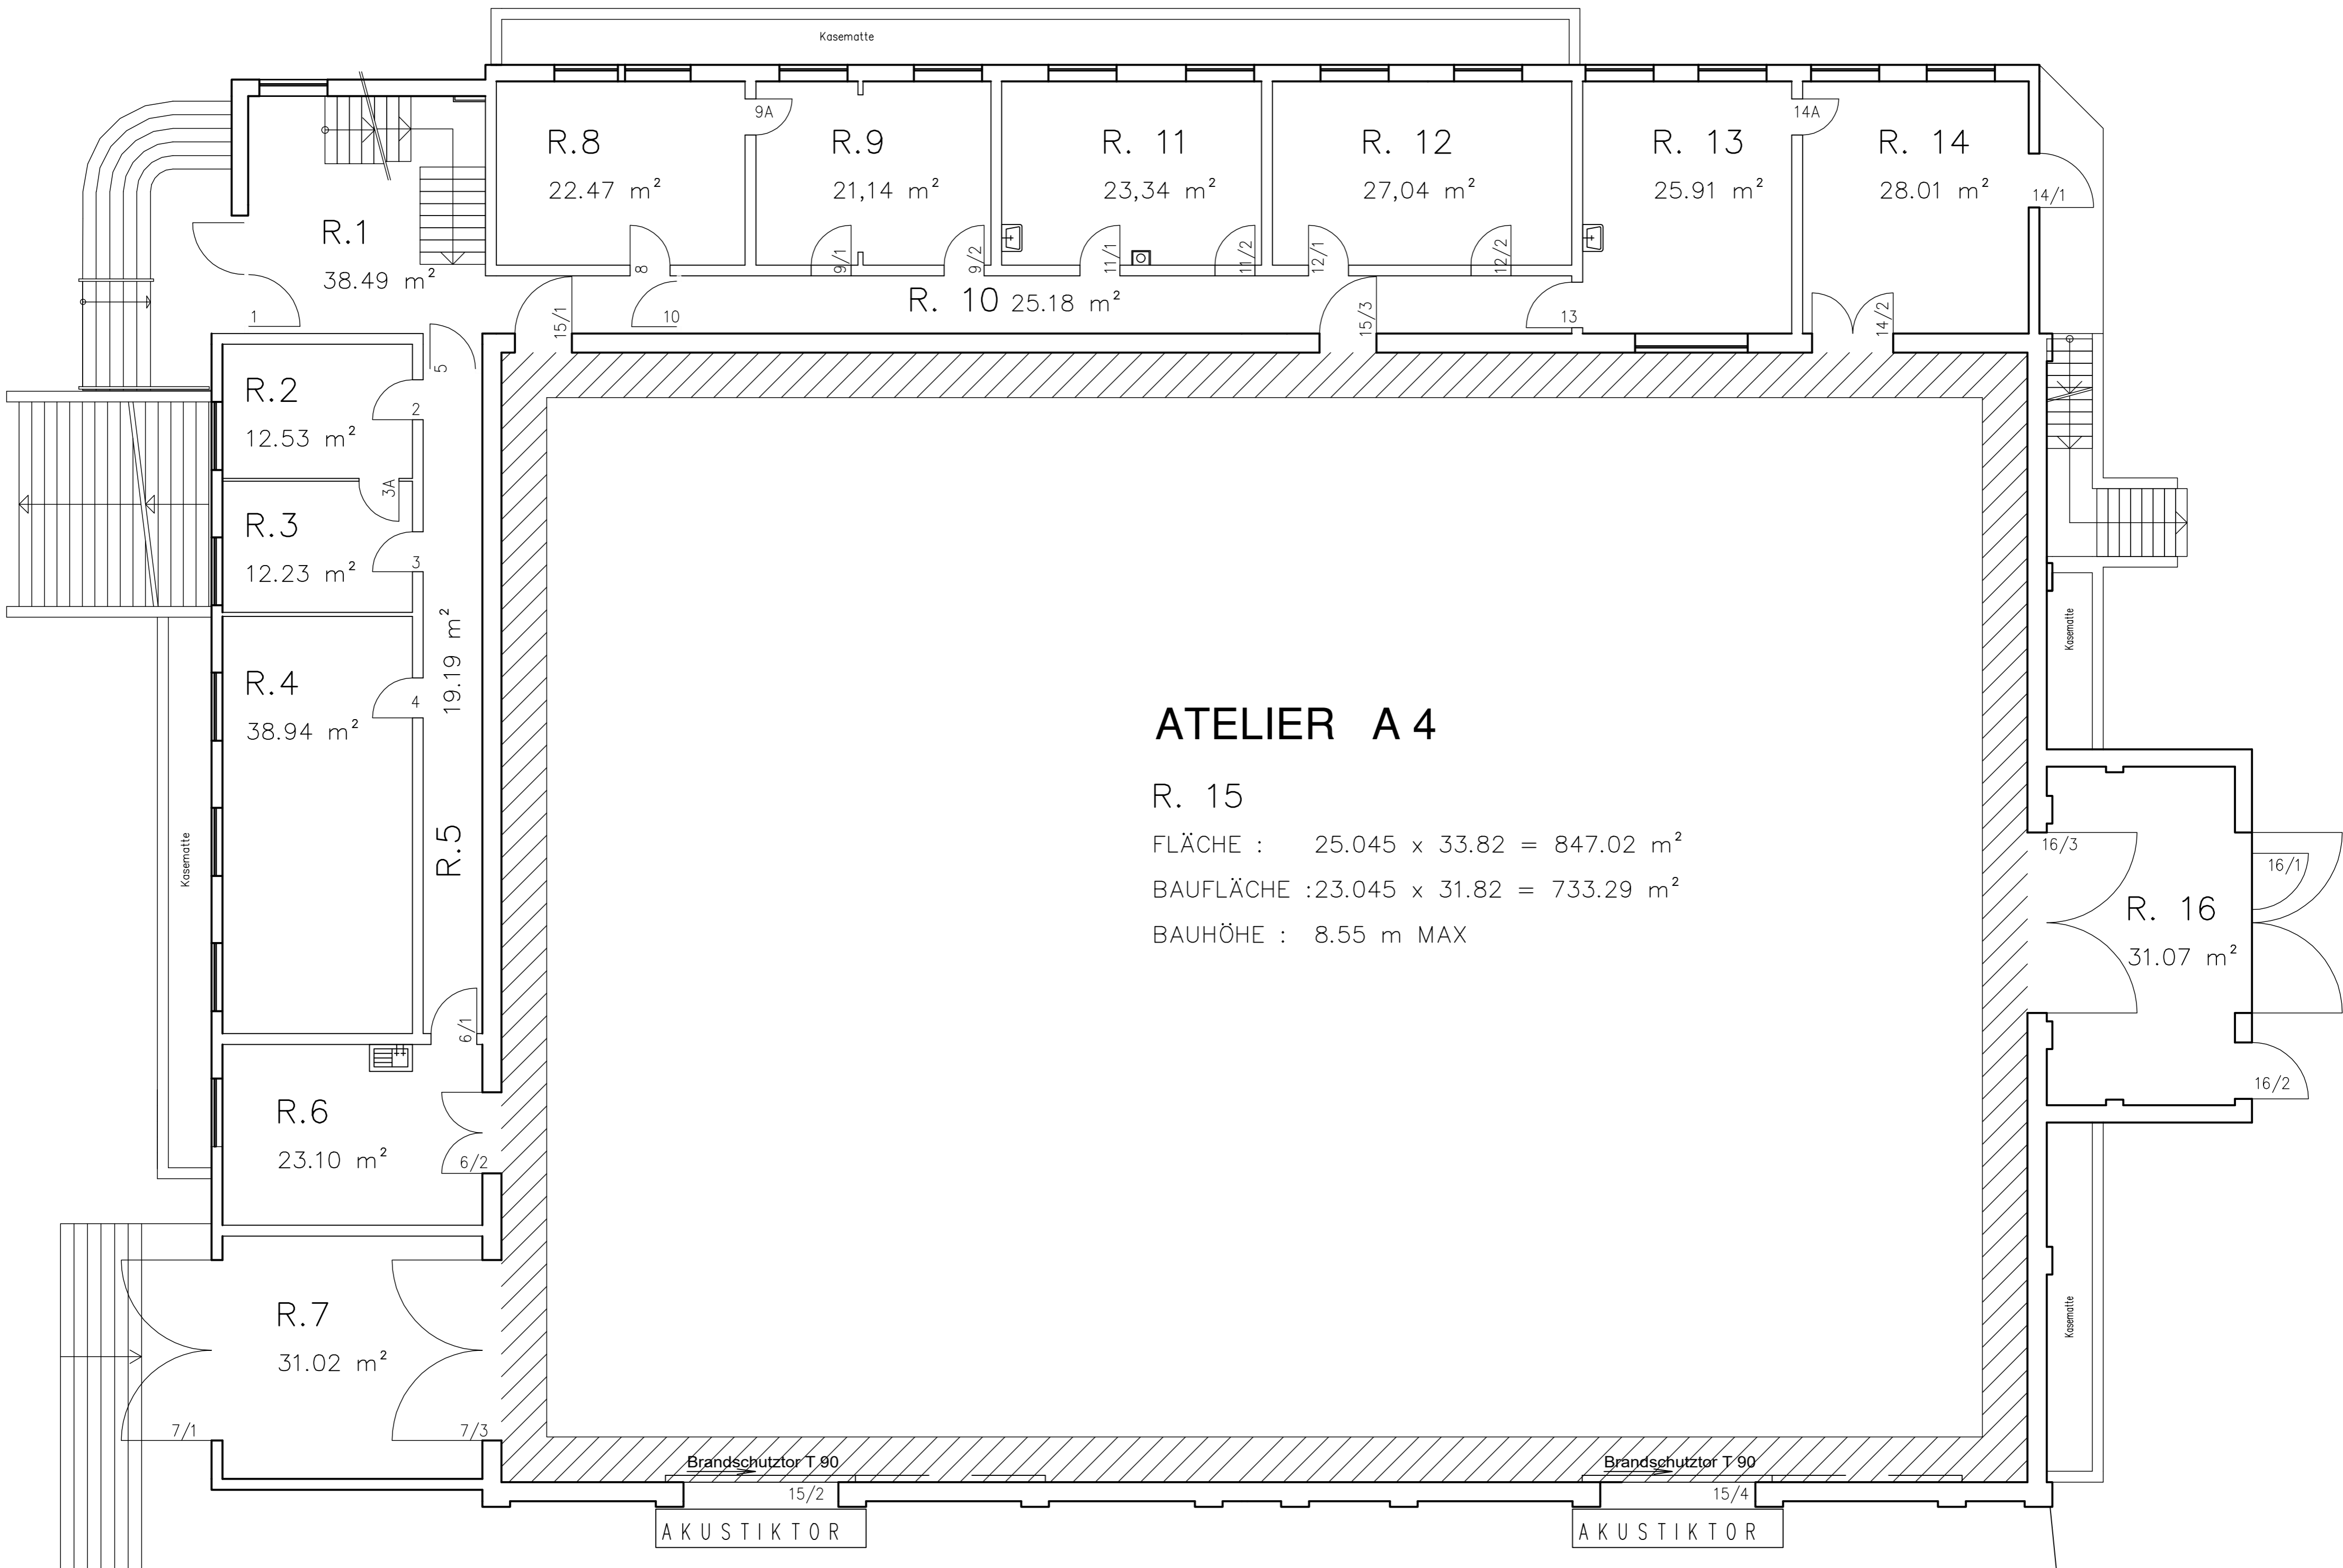 Kasematte
R.8
22.47 m²
9A
R.9
21,14 m²
R. 11
23,34 m²
R. 12
27,04 m²
R. 13
25.91 m²
14A
R. 14
28.01 m²
14/1
R.1
38.49 m²
1
8
9/1
9/2
11/1
11/2
12/1
12/2
15/1
10
R. 10 25.18 m²
15/3
13
14/2
5
R.2
12.53 m²
2
3A
R.3
12.23 m²
3
R.4
38.94 m²
4
R.5 19.19 m²
Kasematte
Kasematte
ATELIER A 4
R. 15
FLÄCHE : 25.045 x 33.82 = 847.02 m²
BAUFLÄCHE :23.045 x 31.82 = 733.29 m²
BAUHÖHE : 8.55 m MAX
16/3
16/1
R. 16
31.07 m²
16/2
6/1
R.6
23.10 m²
6/2
R.7
31.02 m²
7/1
7/3
Kasematte
Brandschutztor T 90
15/2
AKUSTIKTOR
Brandschutztor T 90
15/4
AKUSTIKTOR